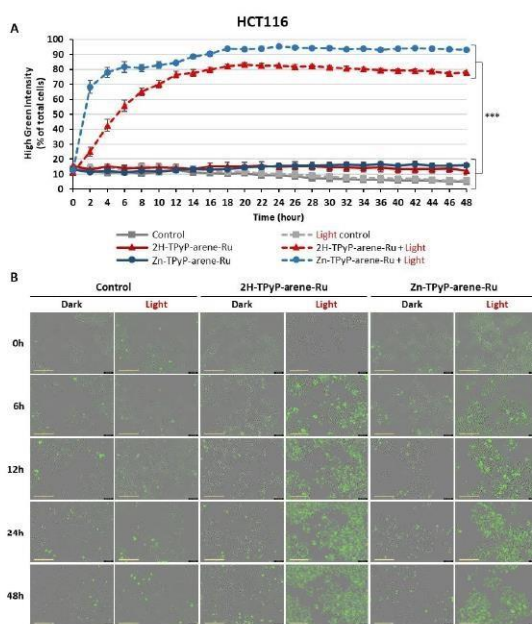 HCT116
A
High Green Intensity
(% of total cells)
100
90
80
70
60
50
40
30
20
10
0
***
0 2 4 6 8 10 12 14 16 18 20 22 24 26 28 30 32 34 36 38 40 42 44 46 48
Time (hour)
Control Light control
2H-TPyP-arene-Ru 2H-TPyP-arene-Ru + Light
Zn-TPyP-arene-Ru Zn-TPyP-arene-Ru + Light
B
Control 2H-TPyP-arene-Ru Zn-TPyP-arene-Ru
Dark Light Dark Light Dark Light
0h
6h
12h
24h
48h